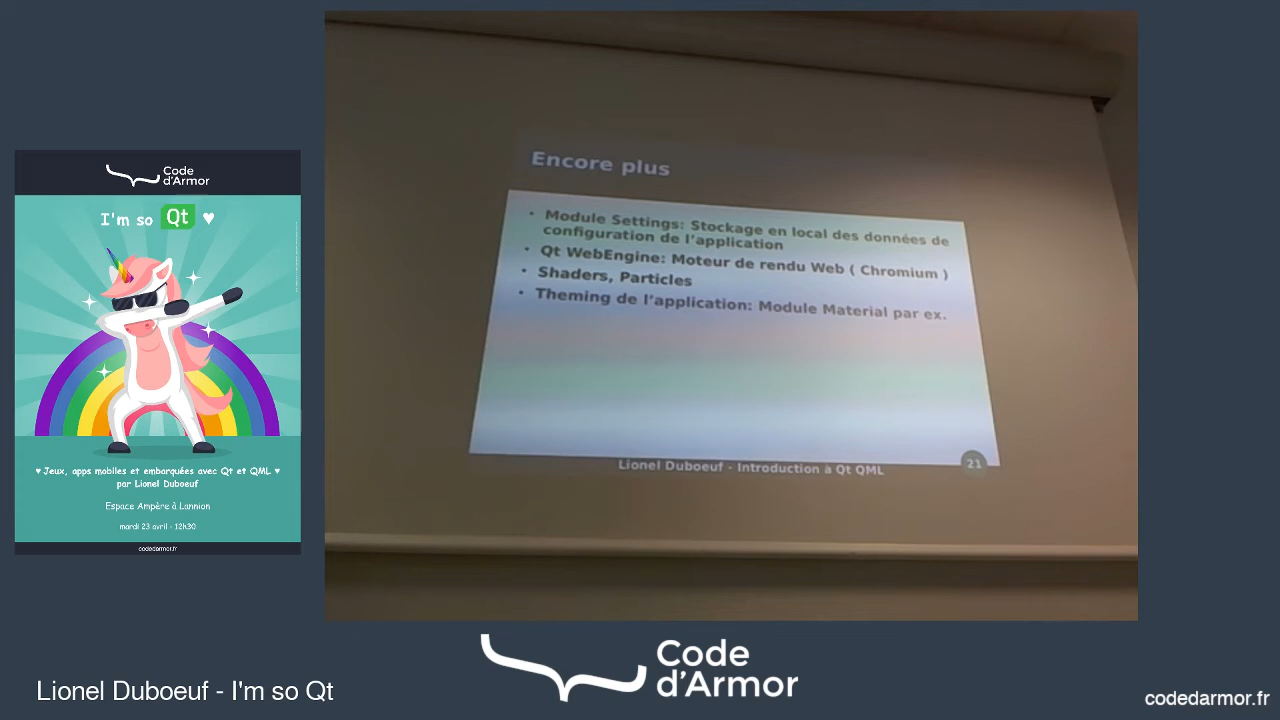 Code
d'Armor
I'm so Qt ♥
♥ Jeux, apps mobiles et embarquées avec Qt et QML ♥
par Lionel Duboeuf
Espace Ampère à Lannion
mardi 23 avril - 12h30
codedarmor.fr
Encore plus
• Module Settings: Stockage en local des données de
configuration de l'application
• Qt WebEngine: Moteur de rendu Web ( Chromium )
• Shaders, Particles
• Theming de l'application: Module Material par ex.
Lionel Duboeuf - Introduction à Qt QML
21
Lionel Duboeuf - I'm so Qt
Code
d'Armor
codedarmor.fr